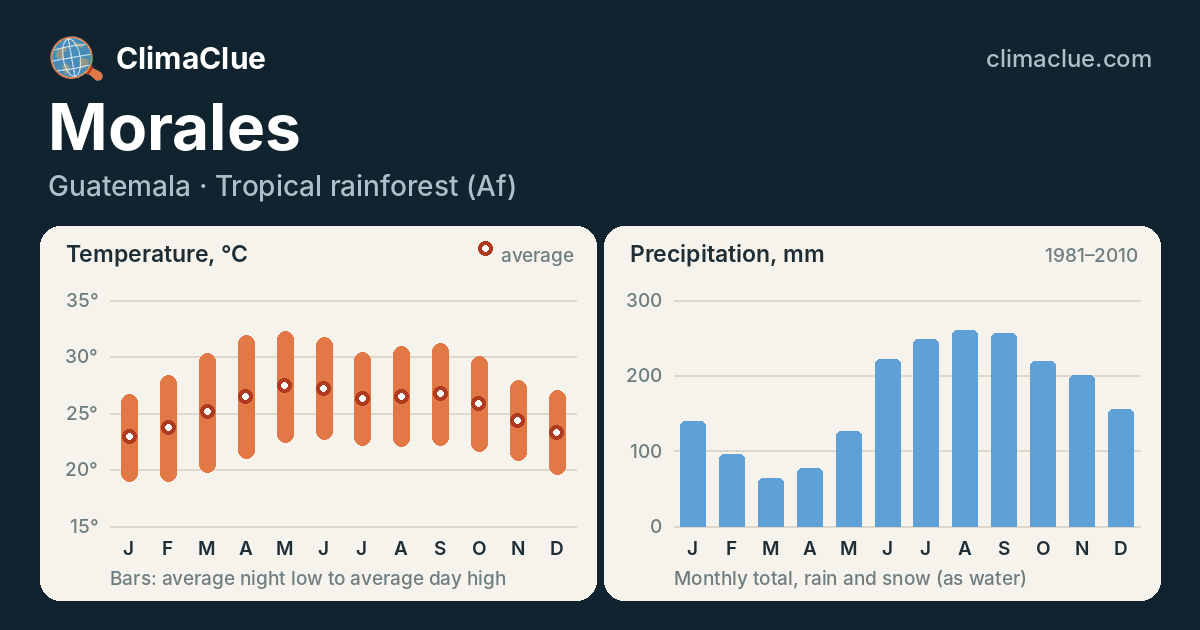 ClimaClue
climaclue.com
Morales
Guatemala · Tropical rainforest (Af)
Temperature, °C
average
35°
30°
25°
20°
15°
J F M A M J J A S O N D
Bars: average night low to average day high
Precipitation, mm
1981–2010
300
200
100
0
J F M A M J J A S O N D
Monthly total, rain and snow (as water)